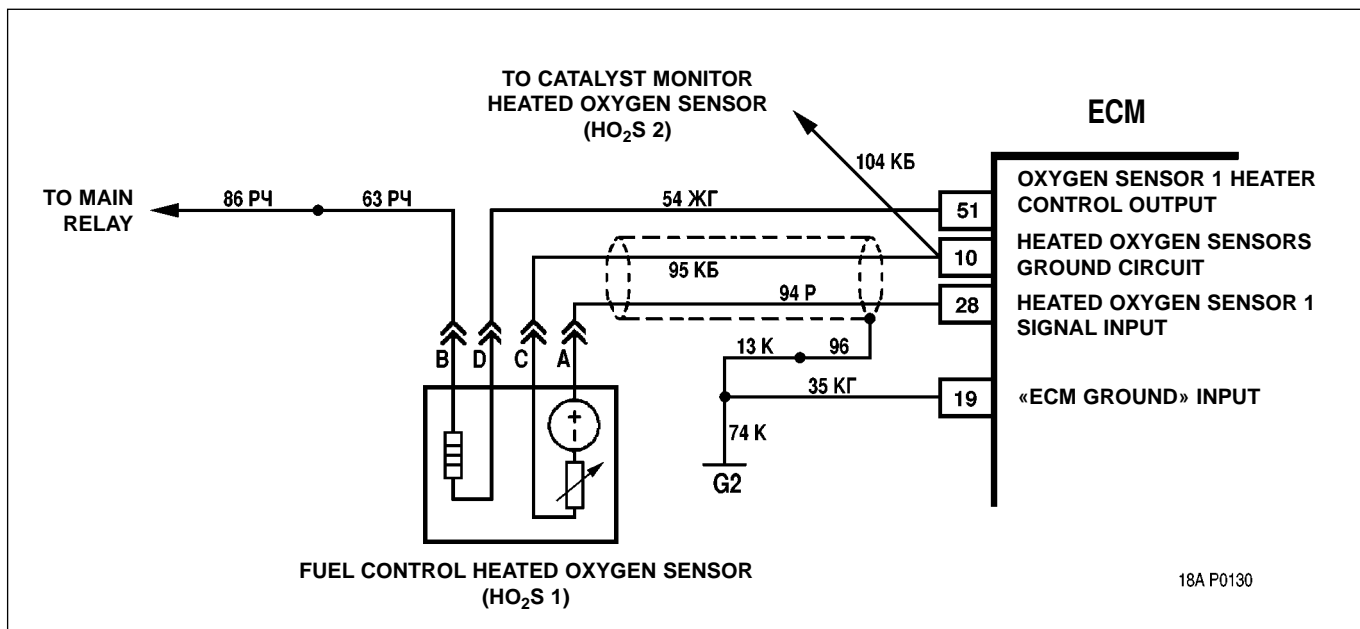 TO CATALYST MONITOR
HEATED OXYGEN SENSOR
(HO₂S 2)
ECM
104 КБ
TO MAIN
RELAY
86 РЧ
63 РЧ
54 ЖГ
51
OXYGEN SENSOR 1 HEATER
CONTROL OUTPUT
95 КБ
10
HEATED OXYGEN SENSORS
GROUND CIRCUIT
94 Р
28
HEATED OXYGEN SENSOR 1
SIGNAL INPUT
B
D
C
A
13 К
96
35 КГ
19
«ECM GROUND» INPUT
74 К
G2
FUEL CONTROL HEATED OXYGEN SENSOR
(HO₂S 1)
18A P0130